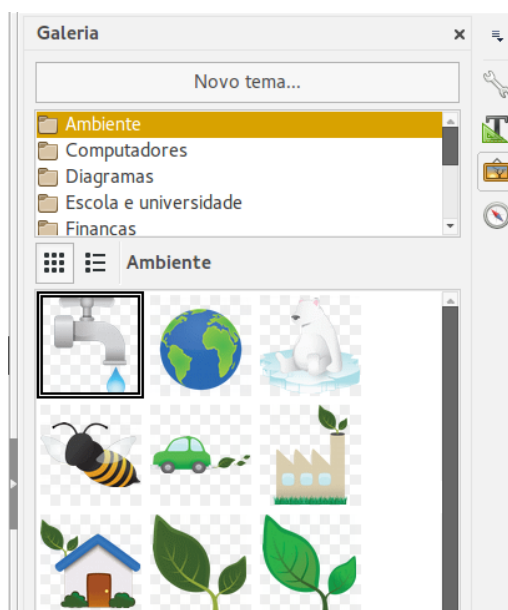 Galeria
Novo tema...
Ambiente
Computadores
Diagramas
Escola e universidade
Finanças
Ambiente